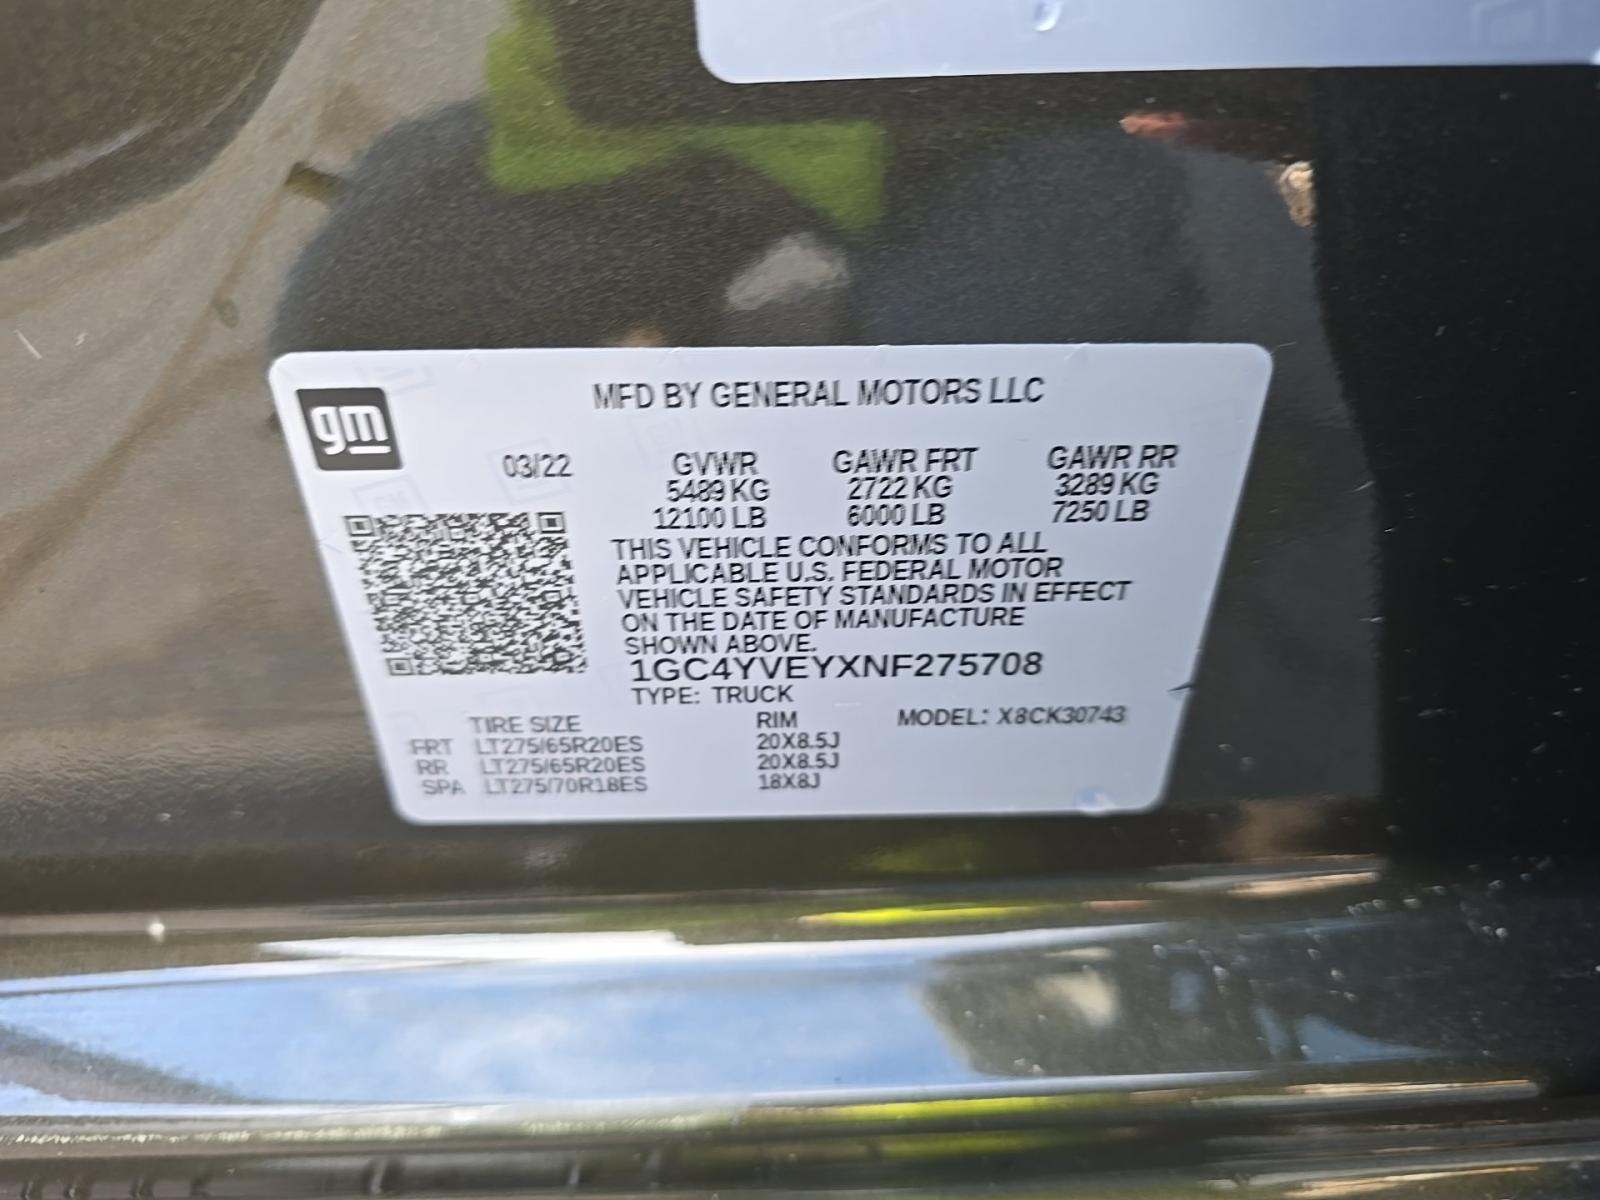 gm
MFD BY GENERAL MOTORS LLC
03/22 GVWR GAWR FRT GAWR RR
5489 KG 2722 KG 3289 KG
12100 LB 6000 LB 7250 LB
THIS VEHICLE CONFORMS TO ALL
APPLICABLE U.S. FEDERAL MOTOR
VEHICLE SAFETY STANDARDS IN EFFECT
ON THE DATE OF MANUFACTURE
SHOWN ABOVE.
1GC4YVEYXNF275708
TYPE: TRUCK
TIRE SIZE RIM MODEL: X8CK30743
FRT LT275/65R20ES 20X8.5J
RR LT275/65R20ES 20X8.5J
SPA LT275/70R18ES 18X8J